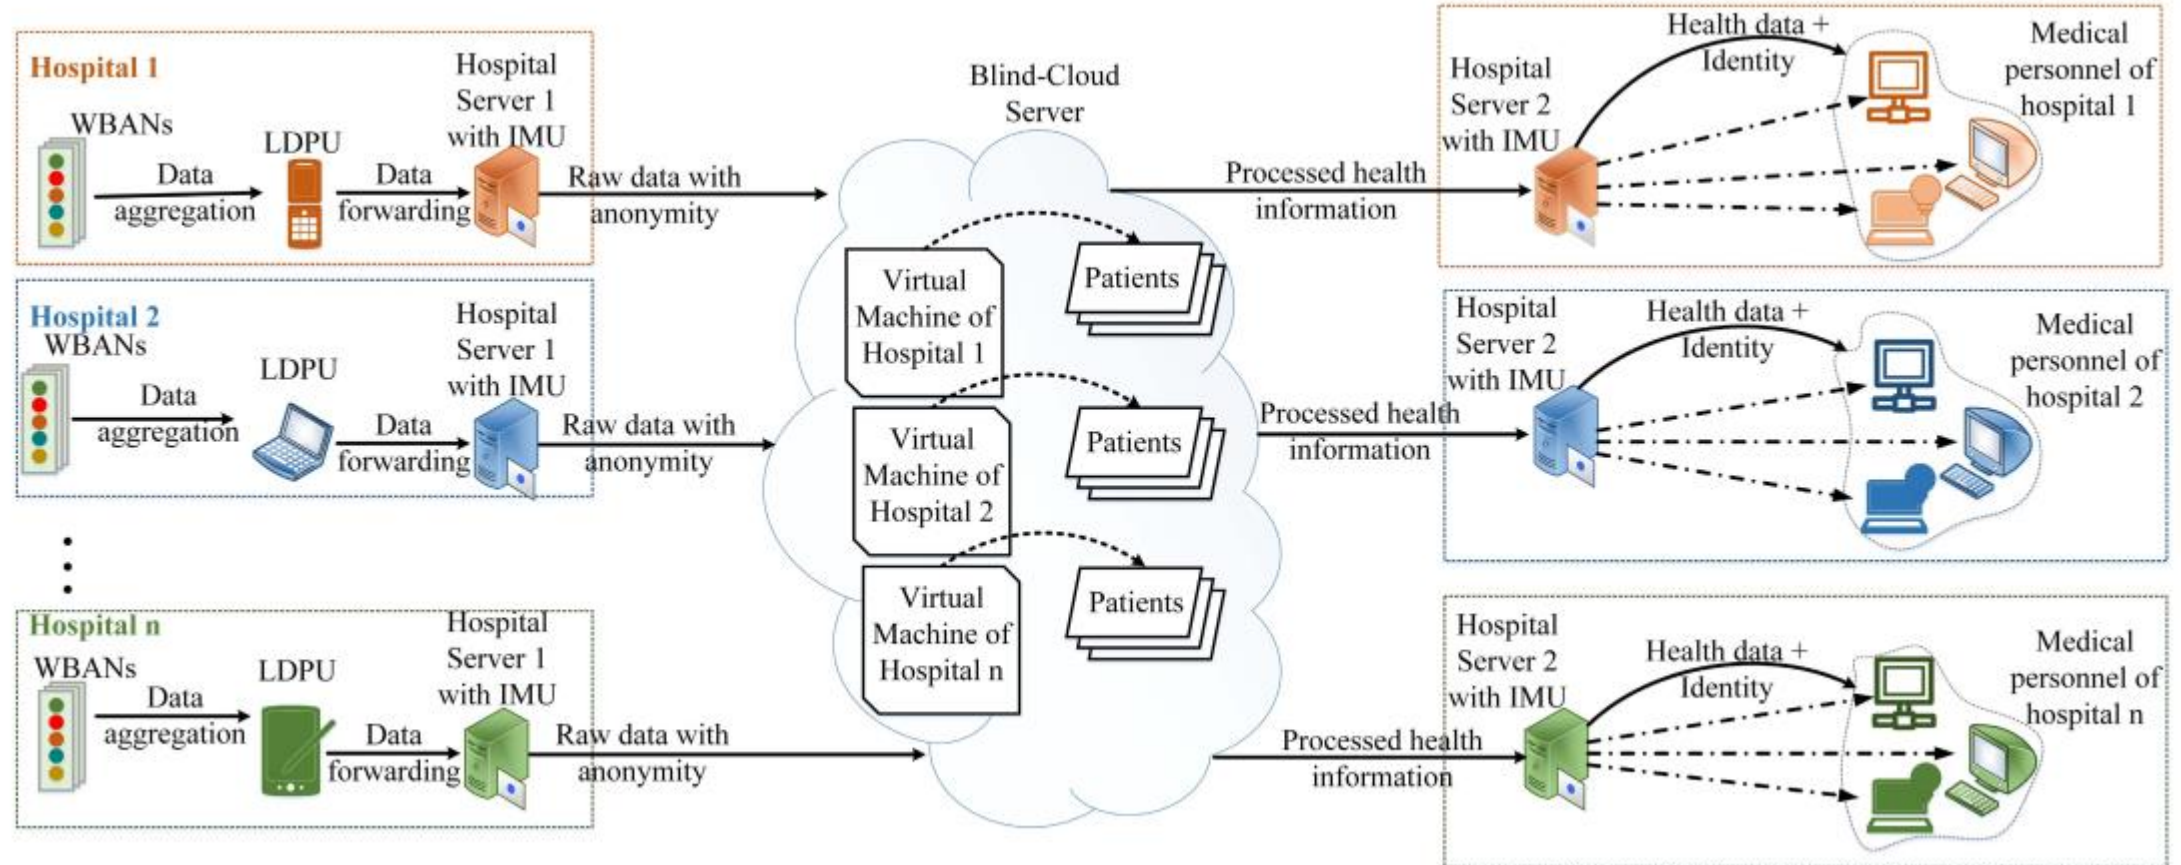 Hospital 1
WBANs
Data
aggregation
LDPU
Data
forwarding
Hospital
Server 1
with IMU
Raw data with
anonymity
Hospital 2
WBANs
Data
aggregation
LDPU
Data
forwarding
Hospital
Server 1
with IMU
Raw data with
anonymity
Hospital n
WBANs
Data
aggregation
LDPU
Data
forwarding
Hospital
Server 1
with IMU
Raw data with
anonymity
Blind-Cloud
Server
Virtual
Machine of
Hospital 1
Patients
Virtual
Machine of
Hospital 2
Patients
Virtual
Machine of
Hospital n
Patients
Processed health
information
Hospital
Server 2
with IMU
Health data +
Identity
Medical
personnel of
hospital 1
Processed health
information
Hospital
Server 2
with IMU
Health data +
Identity
Medical
personnel of
hospital 2
Processed health
information
Hospital
Server 2
with IMU
Health data +
Identity
Medical
personnel of
hospital n